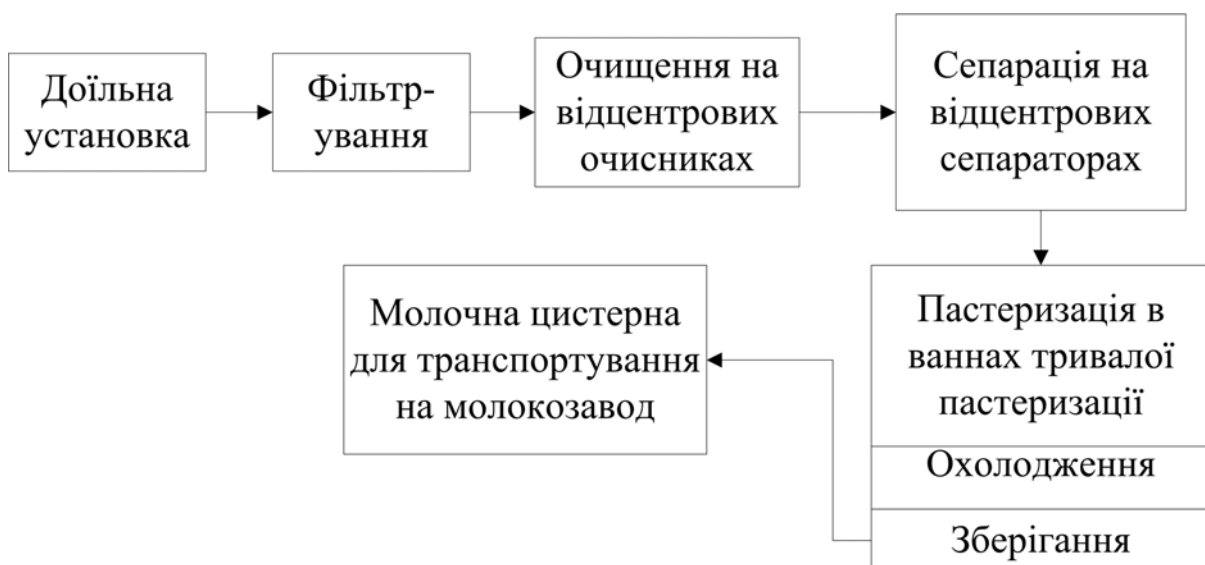 Доїльна
установка
Фільтр-
ування
Очищення на
відцентрових
очисниках
Сепарація на
відцентрових
сепараторах
Пастеризація в
ваннах тривалої
пастеризації
Охолодження
Зберігання
Молочна цистерна
для транспортування
на молокозавод